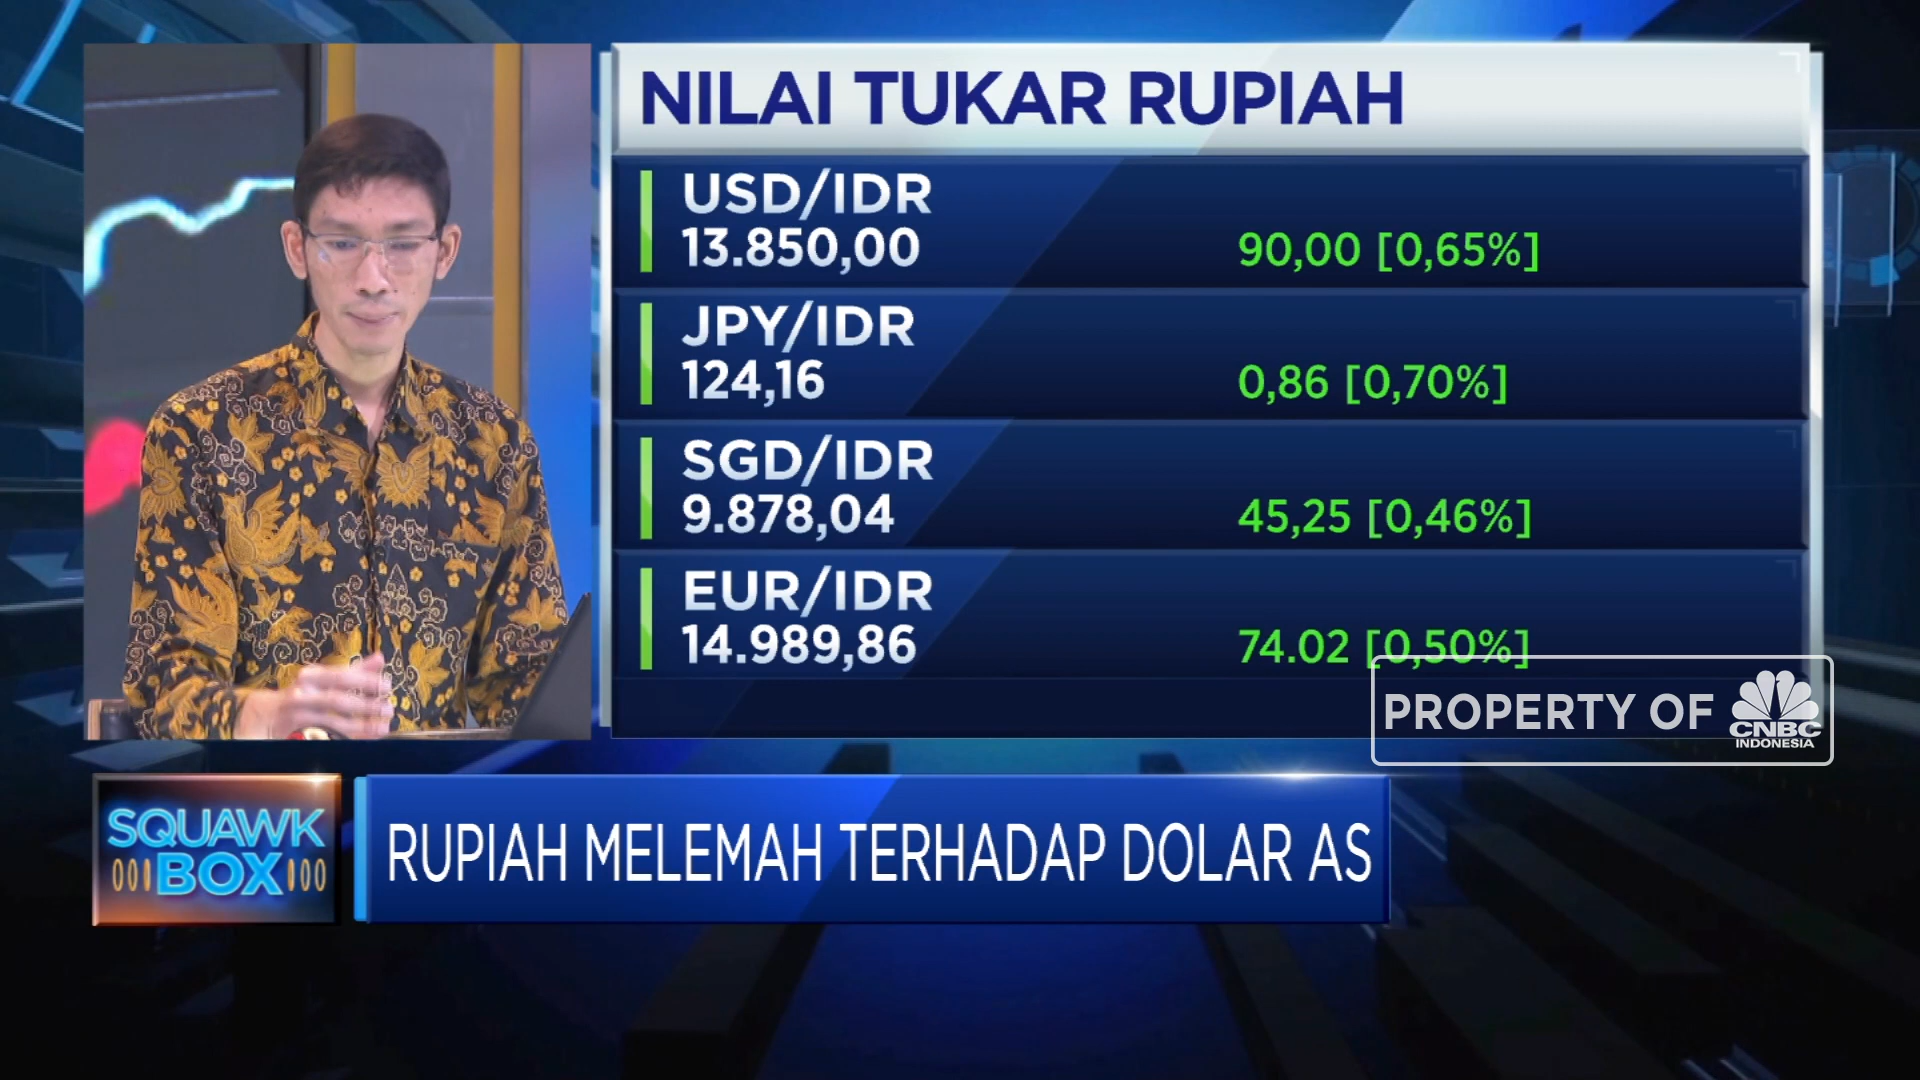 NILAI TUKAR RUPIAH
USD/IDR
13.850,00 90,00 [0,65%]
JPY/IDR
124,16 0,86 [0,70%]
SGD/IDR
9.878,04 45,25 [0,46%]
EUR/IDR
14.989,86 74.02 [0,50%]
PROPERTY OF CNBC INDONESIA
SQUAWK
BOX
RUPIAH MELEMAH TERHADAP DOLAR AS